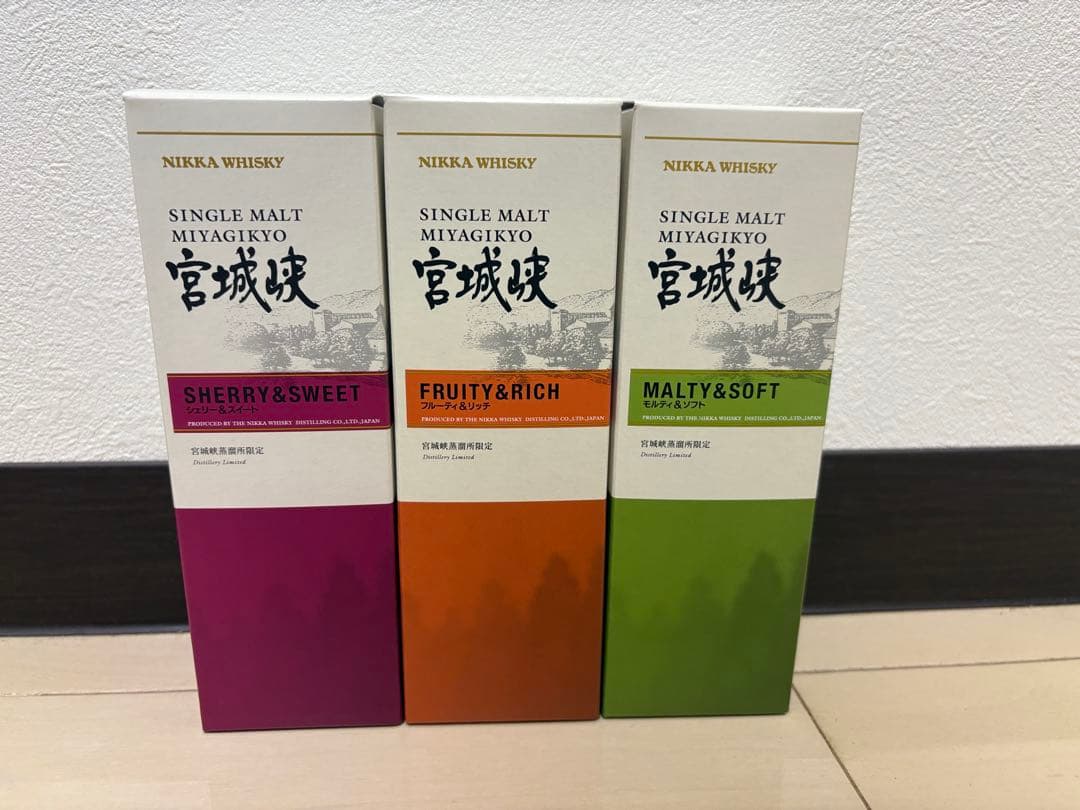 NIKKA WHISKY
SINGLE MALT
MIYAGIKYO
宮城峡
SHERRY&SWEET
シェリー&スイート
PRODUCED BY THE NIKKA WHISKY DISTILLING CO.,LTD.,JAPAN
宮城峡蒸溜所限定
Distillery Limited
NIKKA WHISKY
SINGLE MALT
MIYAGIKYO
宮城峡
FRUITY&RICH
フルーティ&リッチ
PRODUCED BY THE NIKKA WHISKY DISTILLING CO.,LTD.,JAPAN
宮城峡蒸溜所限定
Distillery Limited
NIKKA WHISKY
SINGLE MALT
MIYAGIKYO
宮城峡
MALTY&SOFT
モルティ&ソフト
PRODUCED BY THE NIKKA WHISKY DISTILLING CO.,LTD.,JAPAN
宮城峡蒸溜所限定
Distillery Limited